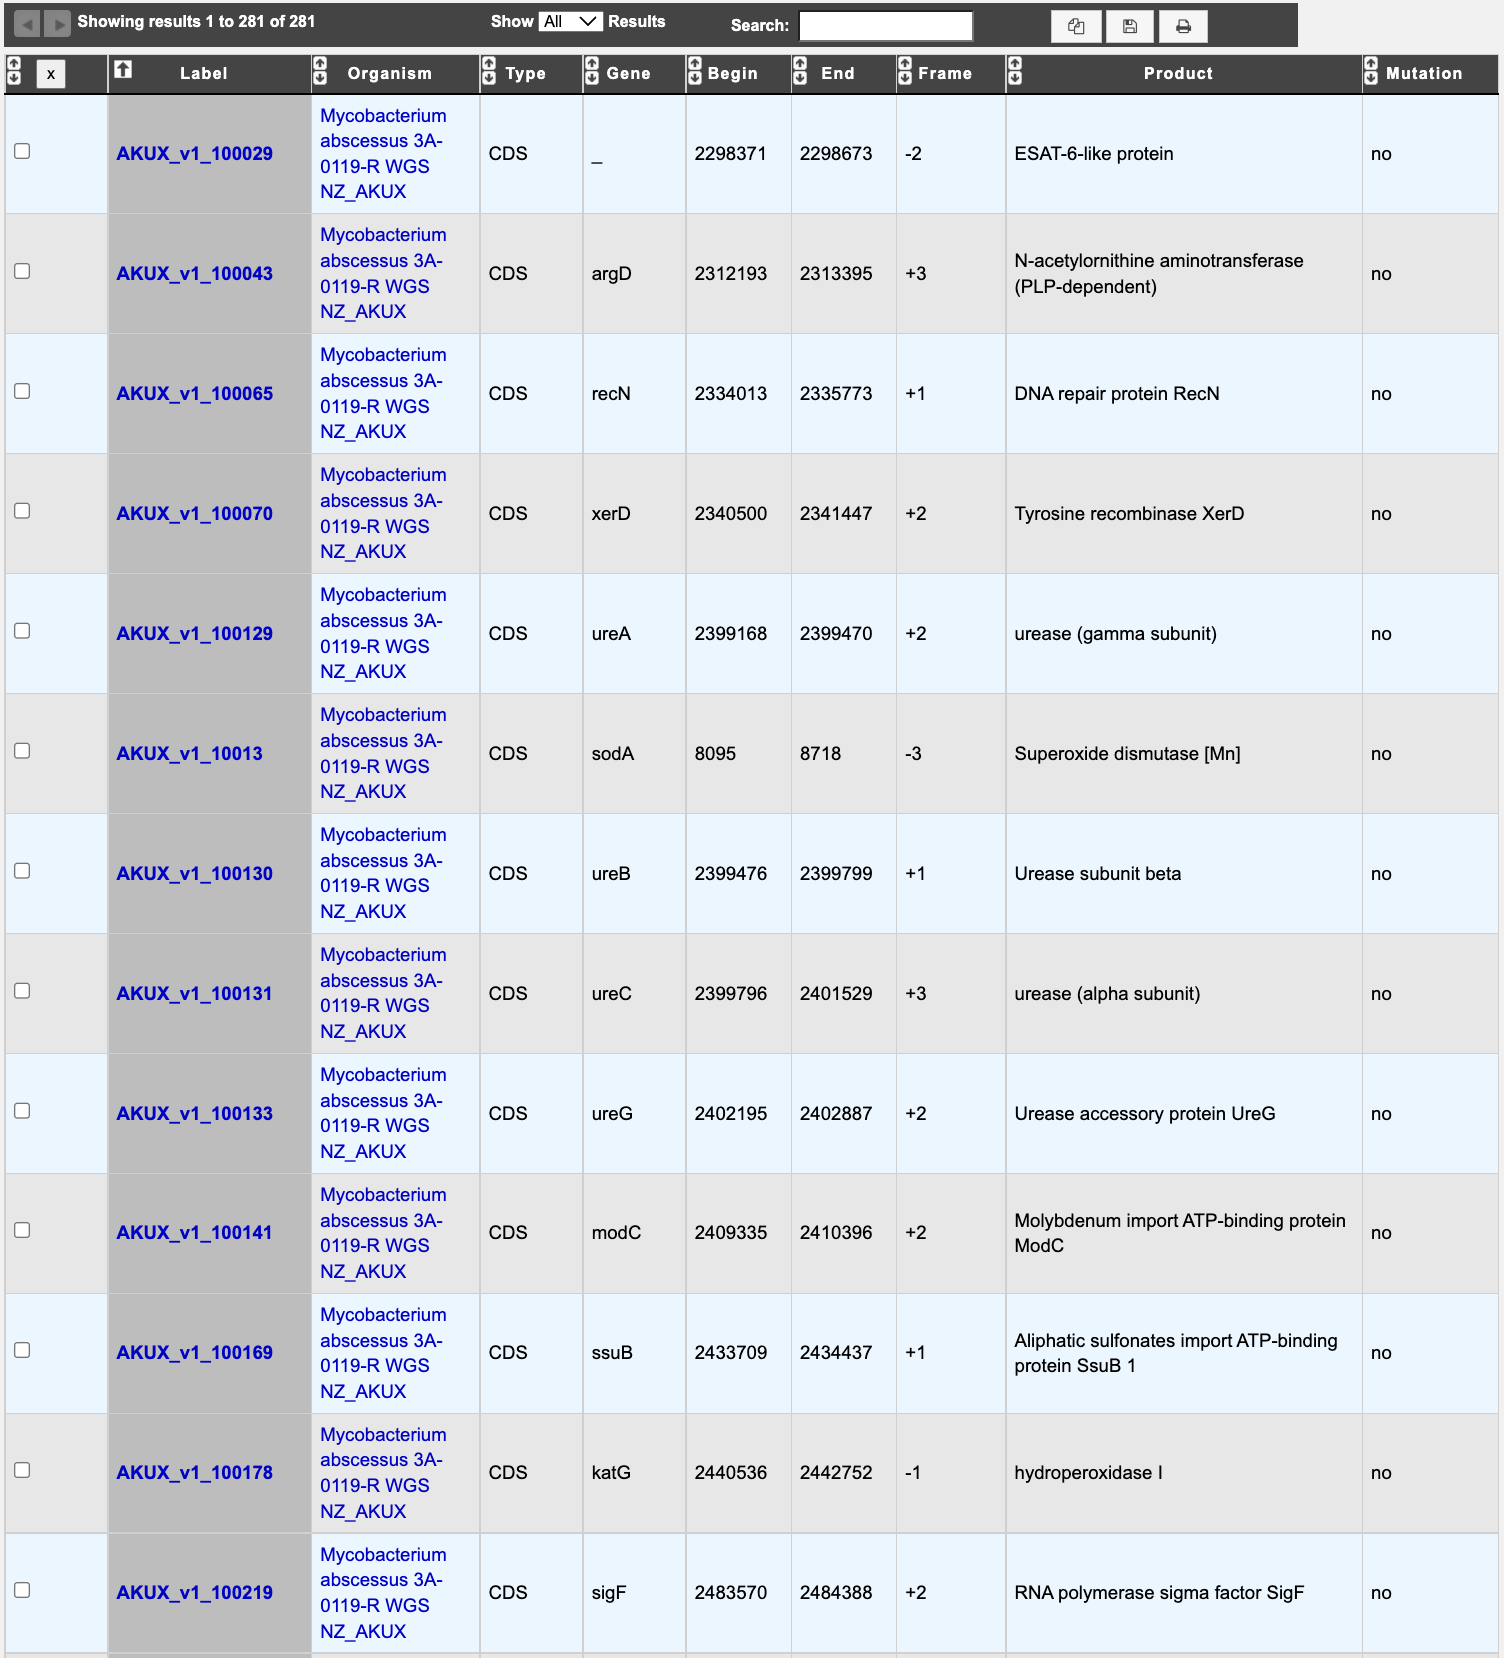 Showing results 1 to 281 of 281 Show All Results Search:
x Label Organism Type Gene Begin End Frame Product Mutation
Mycobacterium
abscessus 3A-
AKUX_v1_100029 CDS _ 2298371 2298673 -2 ESAT-6-like protein no
0119-R WGS
NZ_AKUX
Mycobacterium
abscessus 3A-
N-acetylornithine aminotransferase
AKUX_v1_100043 CDS argD 2312193 2313395 +3 no
0119-R WGS (PLP-dependent)
NZ_AKUX
Mycobacterium
abscessus 3A-
AKUX_v1_100065 CDS recN 2334013 2335773 +1 DNA repair protein RecN no
0119-R WGS
NZ_AKUX
Mycobacterium
abscessus 3A-
AKUX_v1_100070 CDS xerD 2340500 2341447 +2 Tyrosine recombinase XerD no
0119-R WGS
NZ_AKUX
Mycobacterium
abscessus 3A-
AKUX_v1_100129 CDS ureA 2399168 2399470 +2 urease (gamma subunit) no
0119-R WGS
NZ_AKUX
Mycobacterium
abscessus 3A-
AKUX_v1_10013 CDS sodA 8095 8718 -3 Superoxide dismutase [Mn] no
0119-R WGS
NZ_AKUX
Mycobacterium
abscessus 3A-
AKUX_v1_100130 CDS ureB 2399476 2399799 +1 Urease subunit beta no
0119-R WGS
NZ_AKUX
Mycobacterium
abscessus 3A-
AKUX_v1_100131 CDS ureC 2399796 2401529 +3 urease (alpha subunit) no
0119-R WGS
NZ_AKUX
Mycobacterium
abscessus 3A-
AKUX_v1_100133 CDS ureG 2402195 2402887 +2 Urease accessory protein UreG no
0119-R WGS
NZ_AKUX
Mycobacterium
abscessus 3A- Molybdenum import ATP-binding protein
AKUX_v1_100141 CDS modC 2409335 2410396 +2 no
0119-R WGS ModC
NZ_AKUX
Mycobacterium
abscessus 3A- Aliphatic sulfonates import ATP-binding
AKUX_v1_100169 CDS ssuB 2433709 2434437 +1 no
0119-R WGS protein SsuB 1
NZ_AKUX
Mycobacterium
abscessus 3A-
AKUX_v1_100178 CDS katG 2440536 2442752 -1 hydroperoxidase I no
0119-R WGS
NZ_AKUX
Mycobacterium
abscessus 3A-
AKUX_v1_100219 CDS sigF 2483570 2484388 +2 RNA polymerase sigma factor SigF no
0119-R WGS
NZ_AKUX